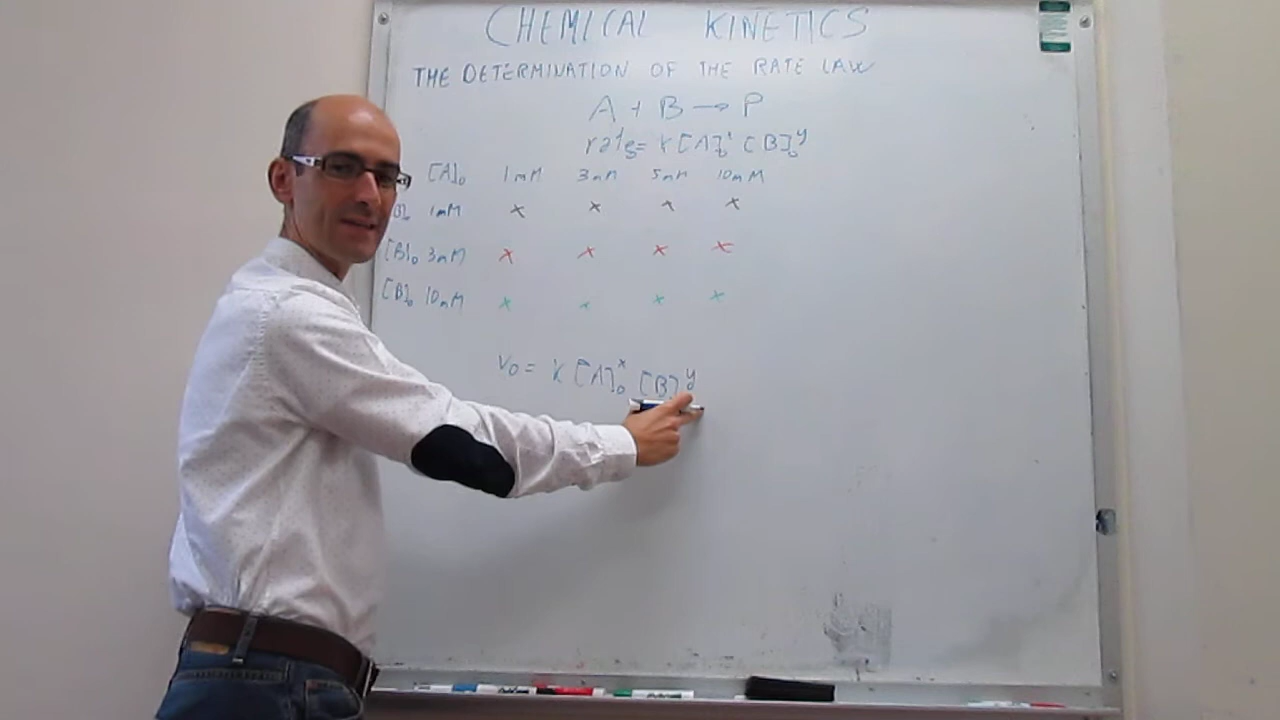 CHEMICAL KINETICS
THE DETERMINATION OF THE RATE LAW
A + B → P
rate = k [A]₀ˣ [B]₀ʸ
[A]₀ 1mM 3mM 5mM 10mM
B]₀ 1mM × × × ×
[B]₀ 3mM × × × ×
[B]₀ 10mM × × × ×
v₀ = k [A]₀ˣ [B]ʸ